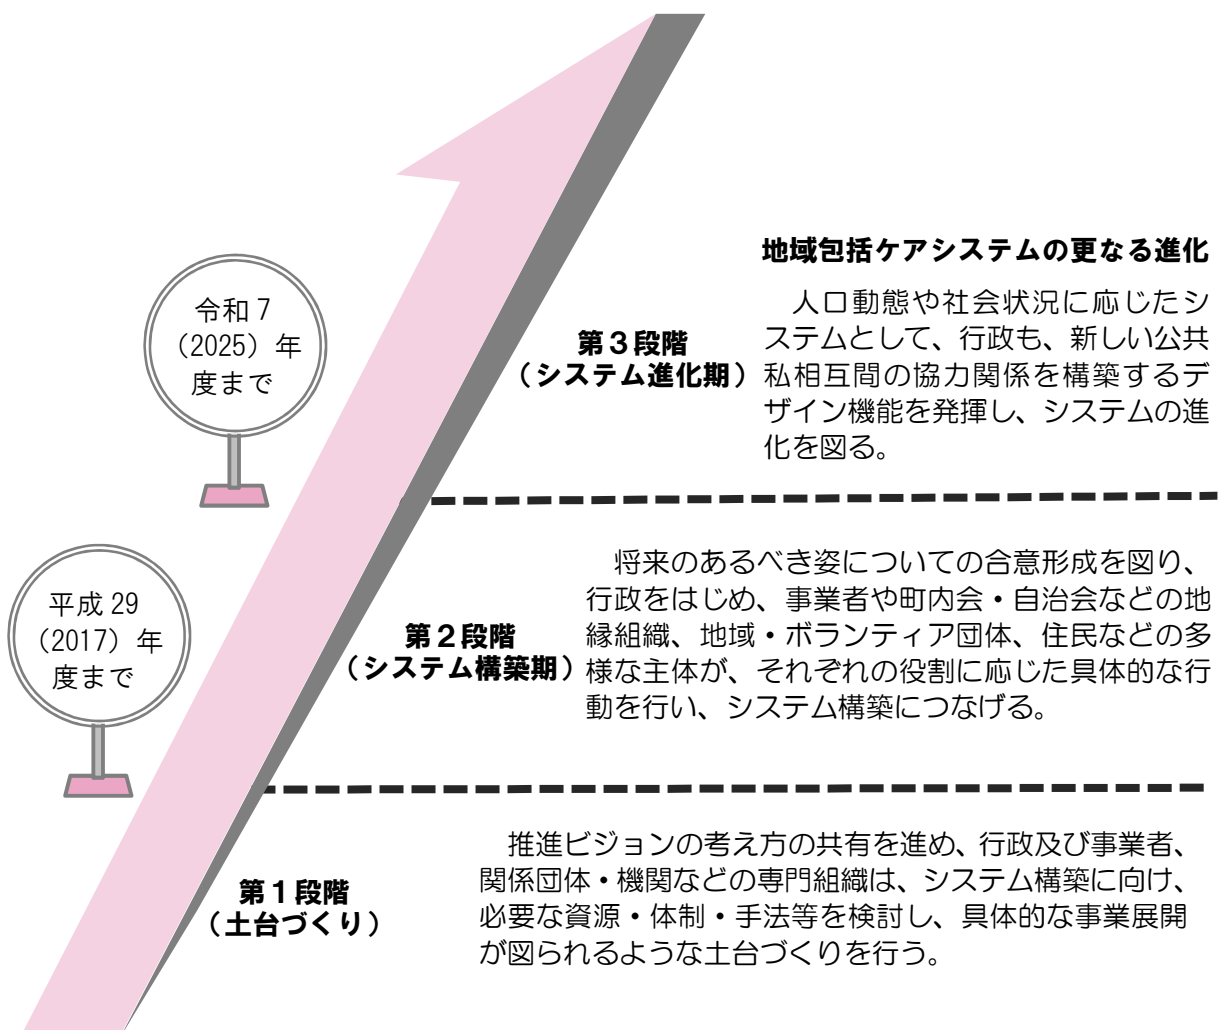 地域包括ケアシステムの更なる進化
令和7
（2025）年
度まで
第３段階
（システム進化期）
人口動態や社会状況に応じたシ
ステムとして、行政も、新しい公共
私相互間の協力関係を構築するデ
ザイン機能を発揮し、システムの進
化を図る。
平成29
（2017）年
度まで
第２段階
（システム構築期）
将来のあるべき姿についての合意形成を図り、
行政をはじめ、事業者や町内会・自治会などの地
縁組織、地域・ボランティア団体、住民などの多
様な主体が、それぞれの役割に応じた具体的な行
動を行い、システム構築につなげる。
第１段階
（土台づくり）
推進ビジョンの考え方の共有を進め、行政及び事業者、
関係団体・機関などの専門組織は、システム構築に向け、
必要な資源・体制・手法等を検討し、具体的な事業展開
が図られるような土台づくりを行う。